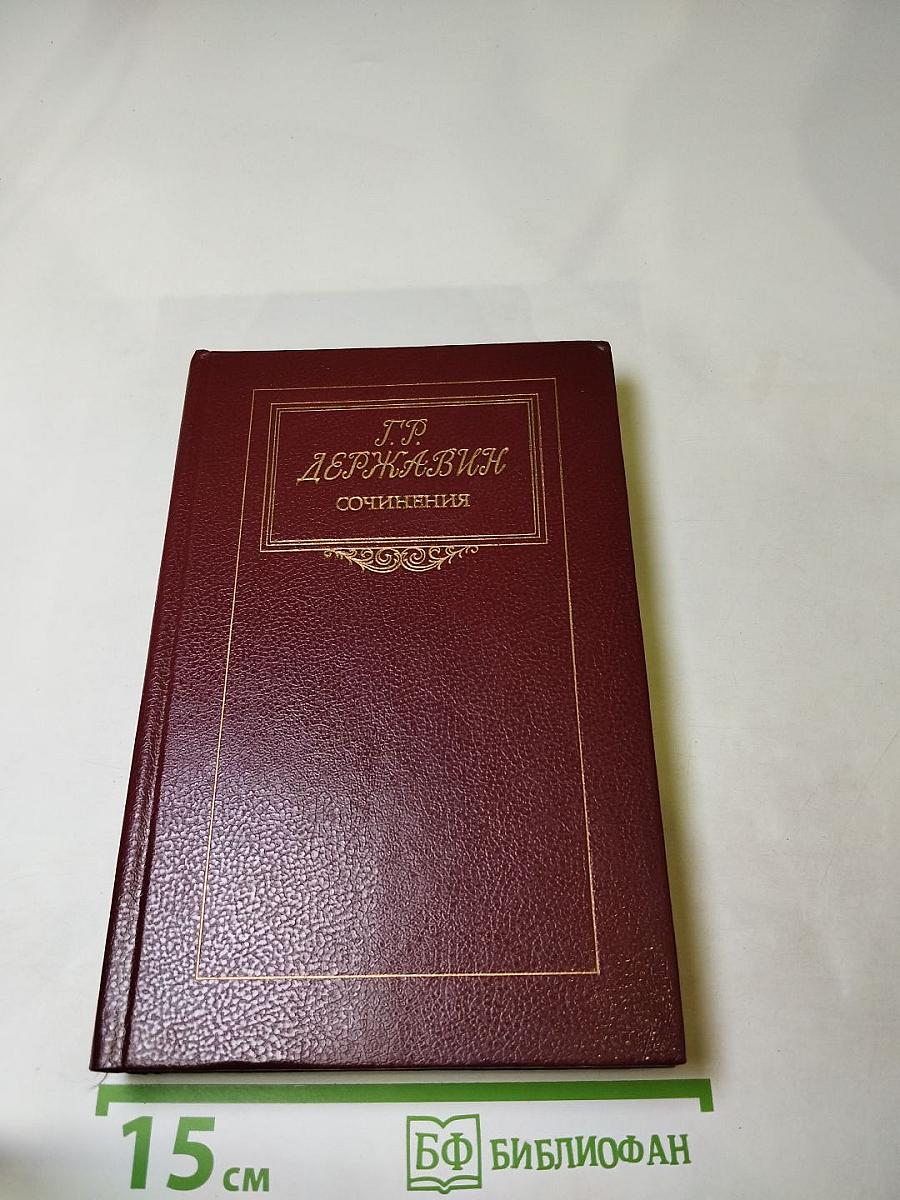 Г.Р.
ДЕРЖАВИН
СОЧИНЕНИЯ
15 см
БФ БИБЛИОФАН